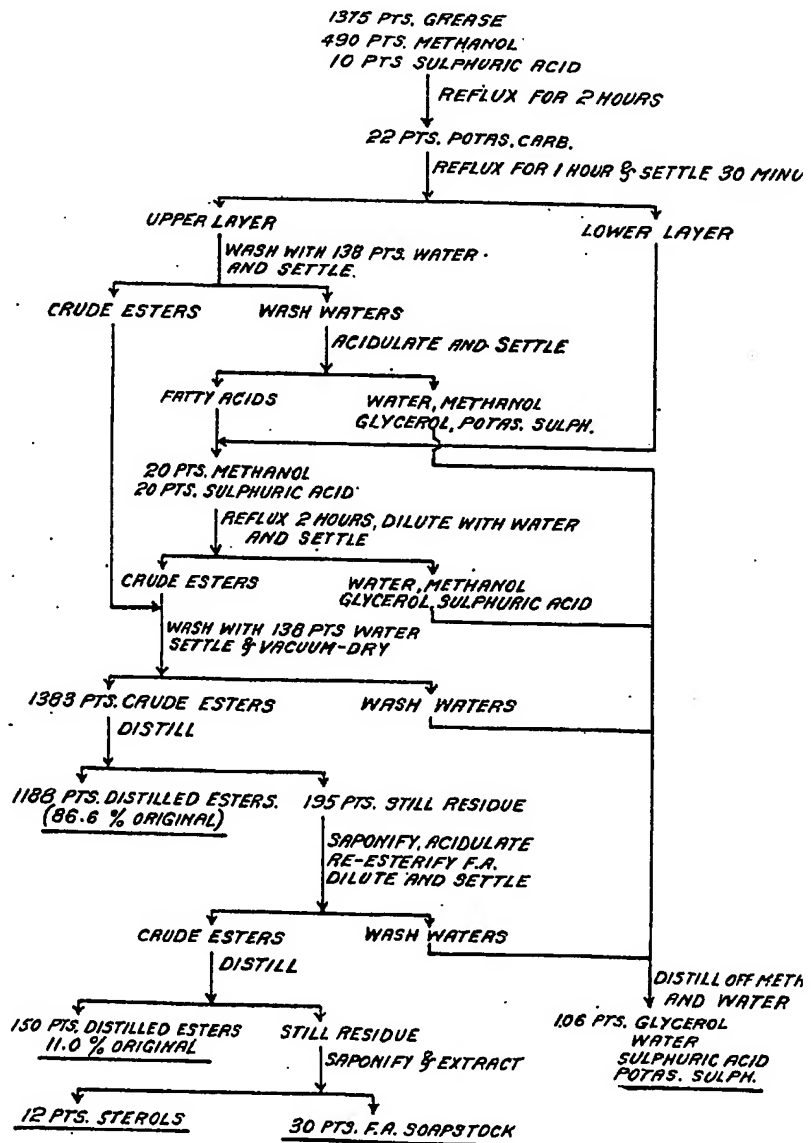 1375 PTS. GREASE
490 PTS. METHANOL
10 PTS SULPHURIC ACID
REFLUX FOR 2 HOURS
22 PTS. POTAS. CARB.
REFLUX FOR 1 HOUR & SETTLE 30 MINU
UPPER LAYER
LOWER LAYER
WASH WITH 138 PTS. WATER
AND SETTLE.
CRUDE ESTERS
WASH WATERS
ACIDULATE AND SETTLE
FATTY ACIDS
WATER, METHANOL
GLYCEROL, POTAS. SULPH.
20 PTS. METHANOL
20 PTS. SULPHURIC ACID
REFLUX 2 HOURS, DILUTE WITH WATER
AND SETTLE
CRUDE ESTERS
WATER, METHANOL
GLYCEROL, SULPHURIC ACID
WASH WITH 138 PTS WATER
SETTLE & VACUUM-DRY
1383 PTS. CRUDE ESTERS
WASH WATERS
DISTILL
1188 PTS. DISTILLED ESTERS.
(86.6 % ORIGINAL)
195 PTS. STILL RESIDUE
SAPONIFY, ACIDULATE
RE-ESTERIFY F.A.
DILUTE AND SETTLE
CRUDE ESTERS
WASH WATERS
DISTILL
DISTILL OFF METH
AND WATER
150 PTS. DISTILLED ESTERS
11.0 % ORIGINAL
STILL RESIDUE
106 PTS. GLYCEROL
WATER
SULPHURIC ACID
POTAS. SULPH.
SAPONIFY & EXTRACT
12 PTS. STEROLS
30 PTS. F.A. SOAPSTOCK